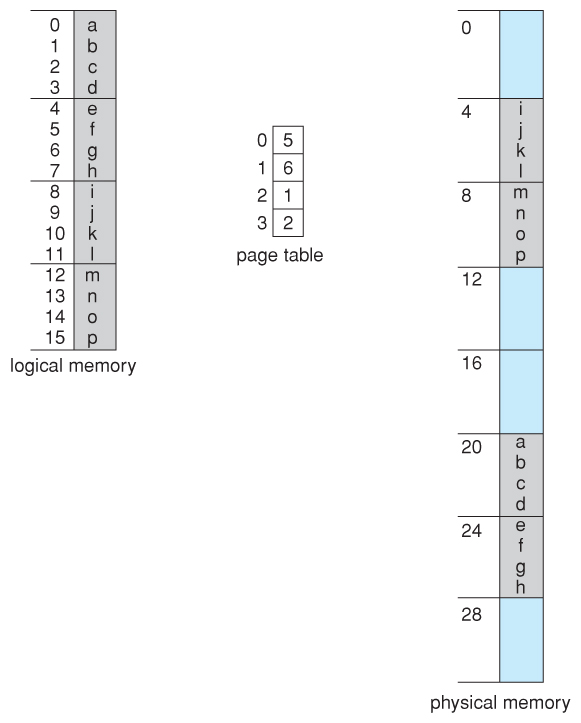 0 a
1 b
2 c
3 d
4 e
5 f
6 g
7 h
8 i
9 j
10 k
11 l
12 m
13 n
14 o
15 p
logical memory
0 5
1 6
2 1
3 2
page table
0
4 i
j
k
l
8 m
n
o
p
12
16
20 a
b
c
d
24 e
f
g
h
28
physical memory